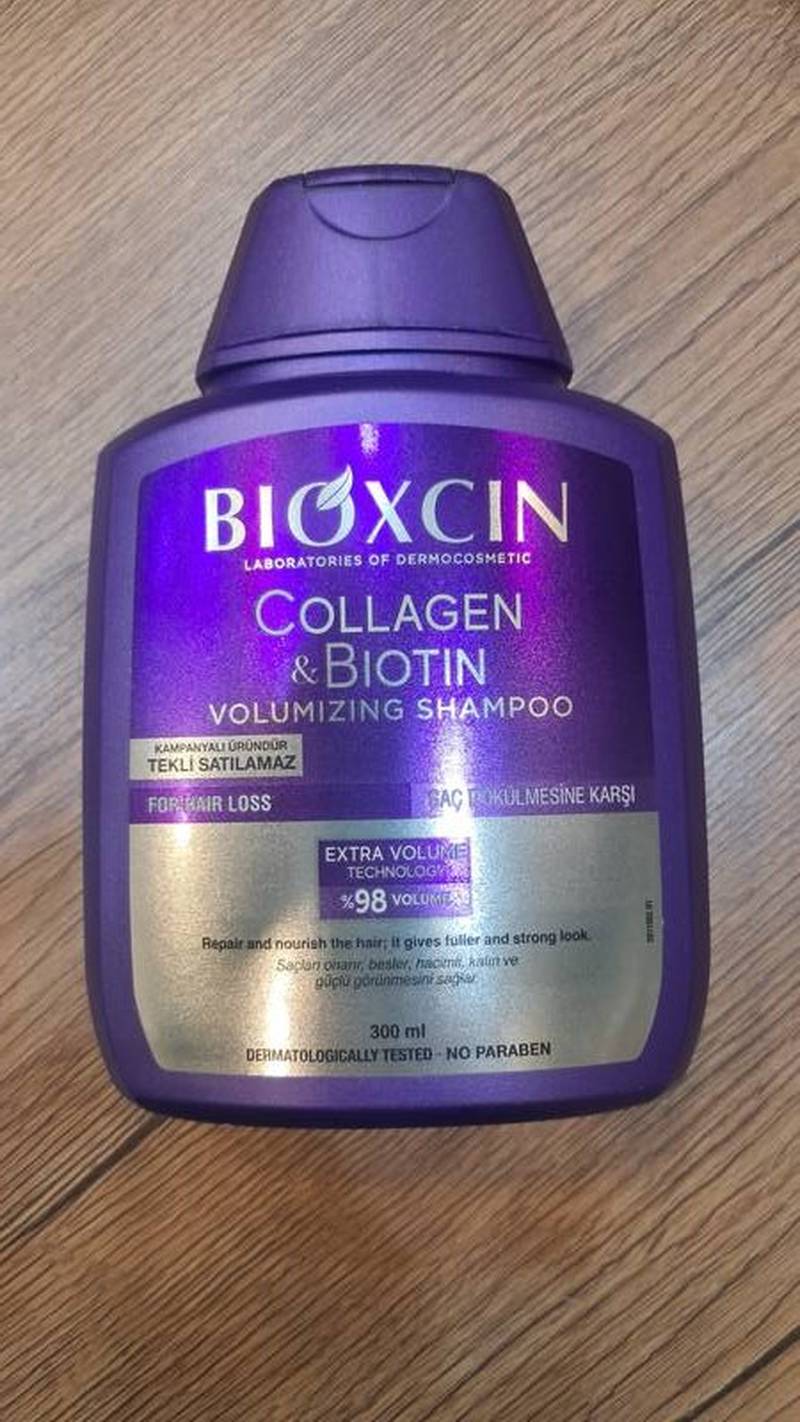 BIOXCIN
LABORATORIES OF DERMOCOSMETIC
COLLAGEN
& BIOTIN
VOLUMIZING SHAMPOO
KAMPANYALI ÜRÜNDÜR
TEKLİ SATILAMAZ
FOR HAIR LOSS
SAÇ DÖKÜLMESİNE KARŞI
EXTRA VOLUME
TECHNOLOGY
%98 VOLUME
Repair and nourish the hair; it gives fuller and strong look.
Saçları onarır, besler, hacimli, kalın ve
güçlü görünmesini sağlar.
300 ml
DERMATOLOGICALLY TESTED - NO PARABEN